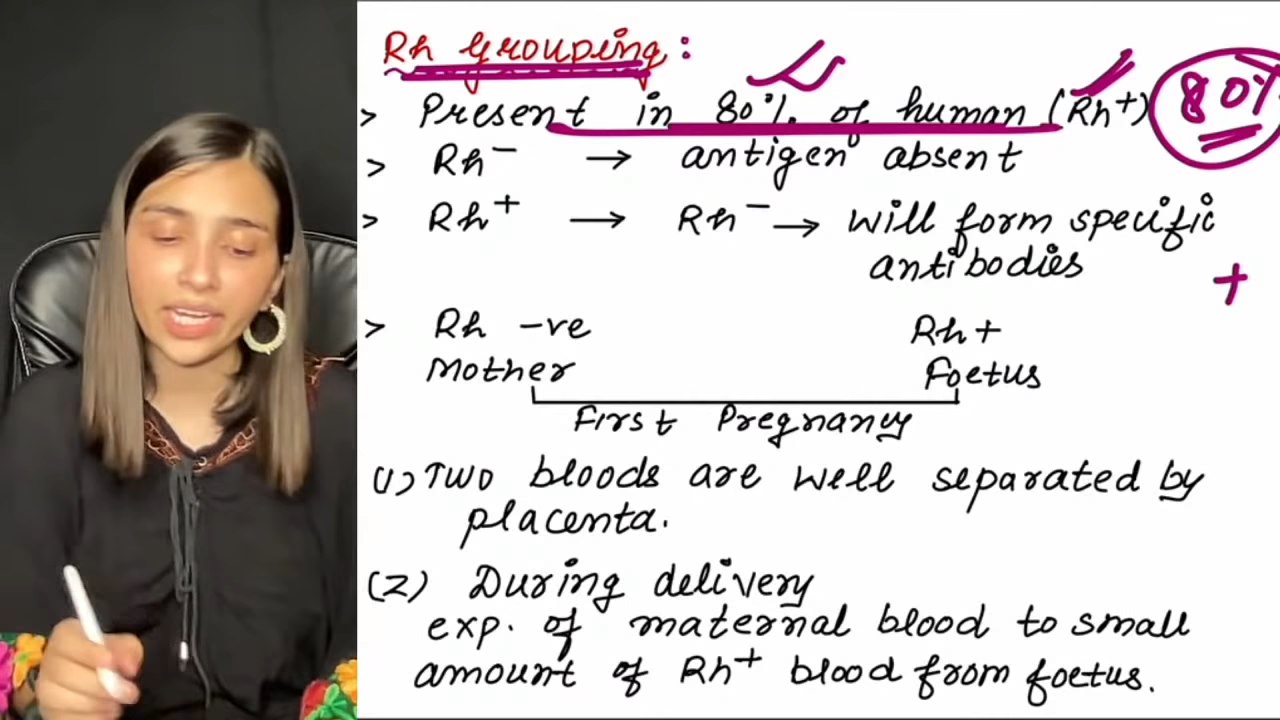 Rh grouping :
> Present in 80%. of human (Rh+) 80%
> Rh⁻ → antigen absent
> Rh⁺ → Rh⁻ → will form specific
antibodies
+
> Rh -ve Rh+
Mother Foetus
First Pregnancy
(1) Two bloods are well separated by
placenta.
(2) During delivery
exp. of maternal blood to small
amount of Rh⁺ blood from foetus.